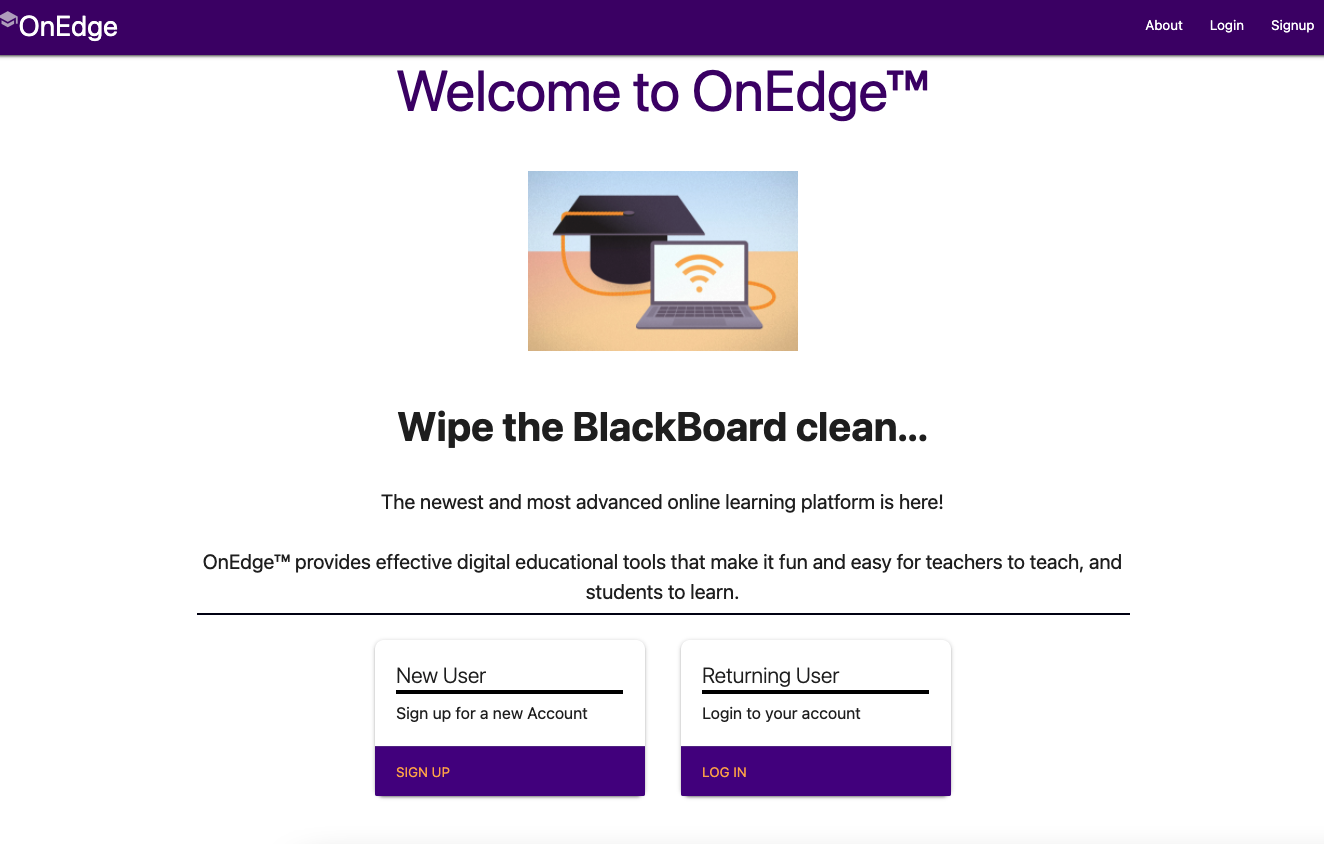 OnEdge
About Login Signup
Welcome to OnEdge™
Wipe the BlackBoard clean...
The newest and most advanced online learning platform is here!
OnEdge™ provides effective digital educational tools that make it fun and easy for teachers to teach, and
students to learn.
New User
Sign up for a new Account
SIGN UP
Returning User
Login to your account
LOG IN